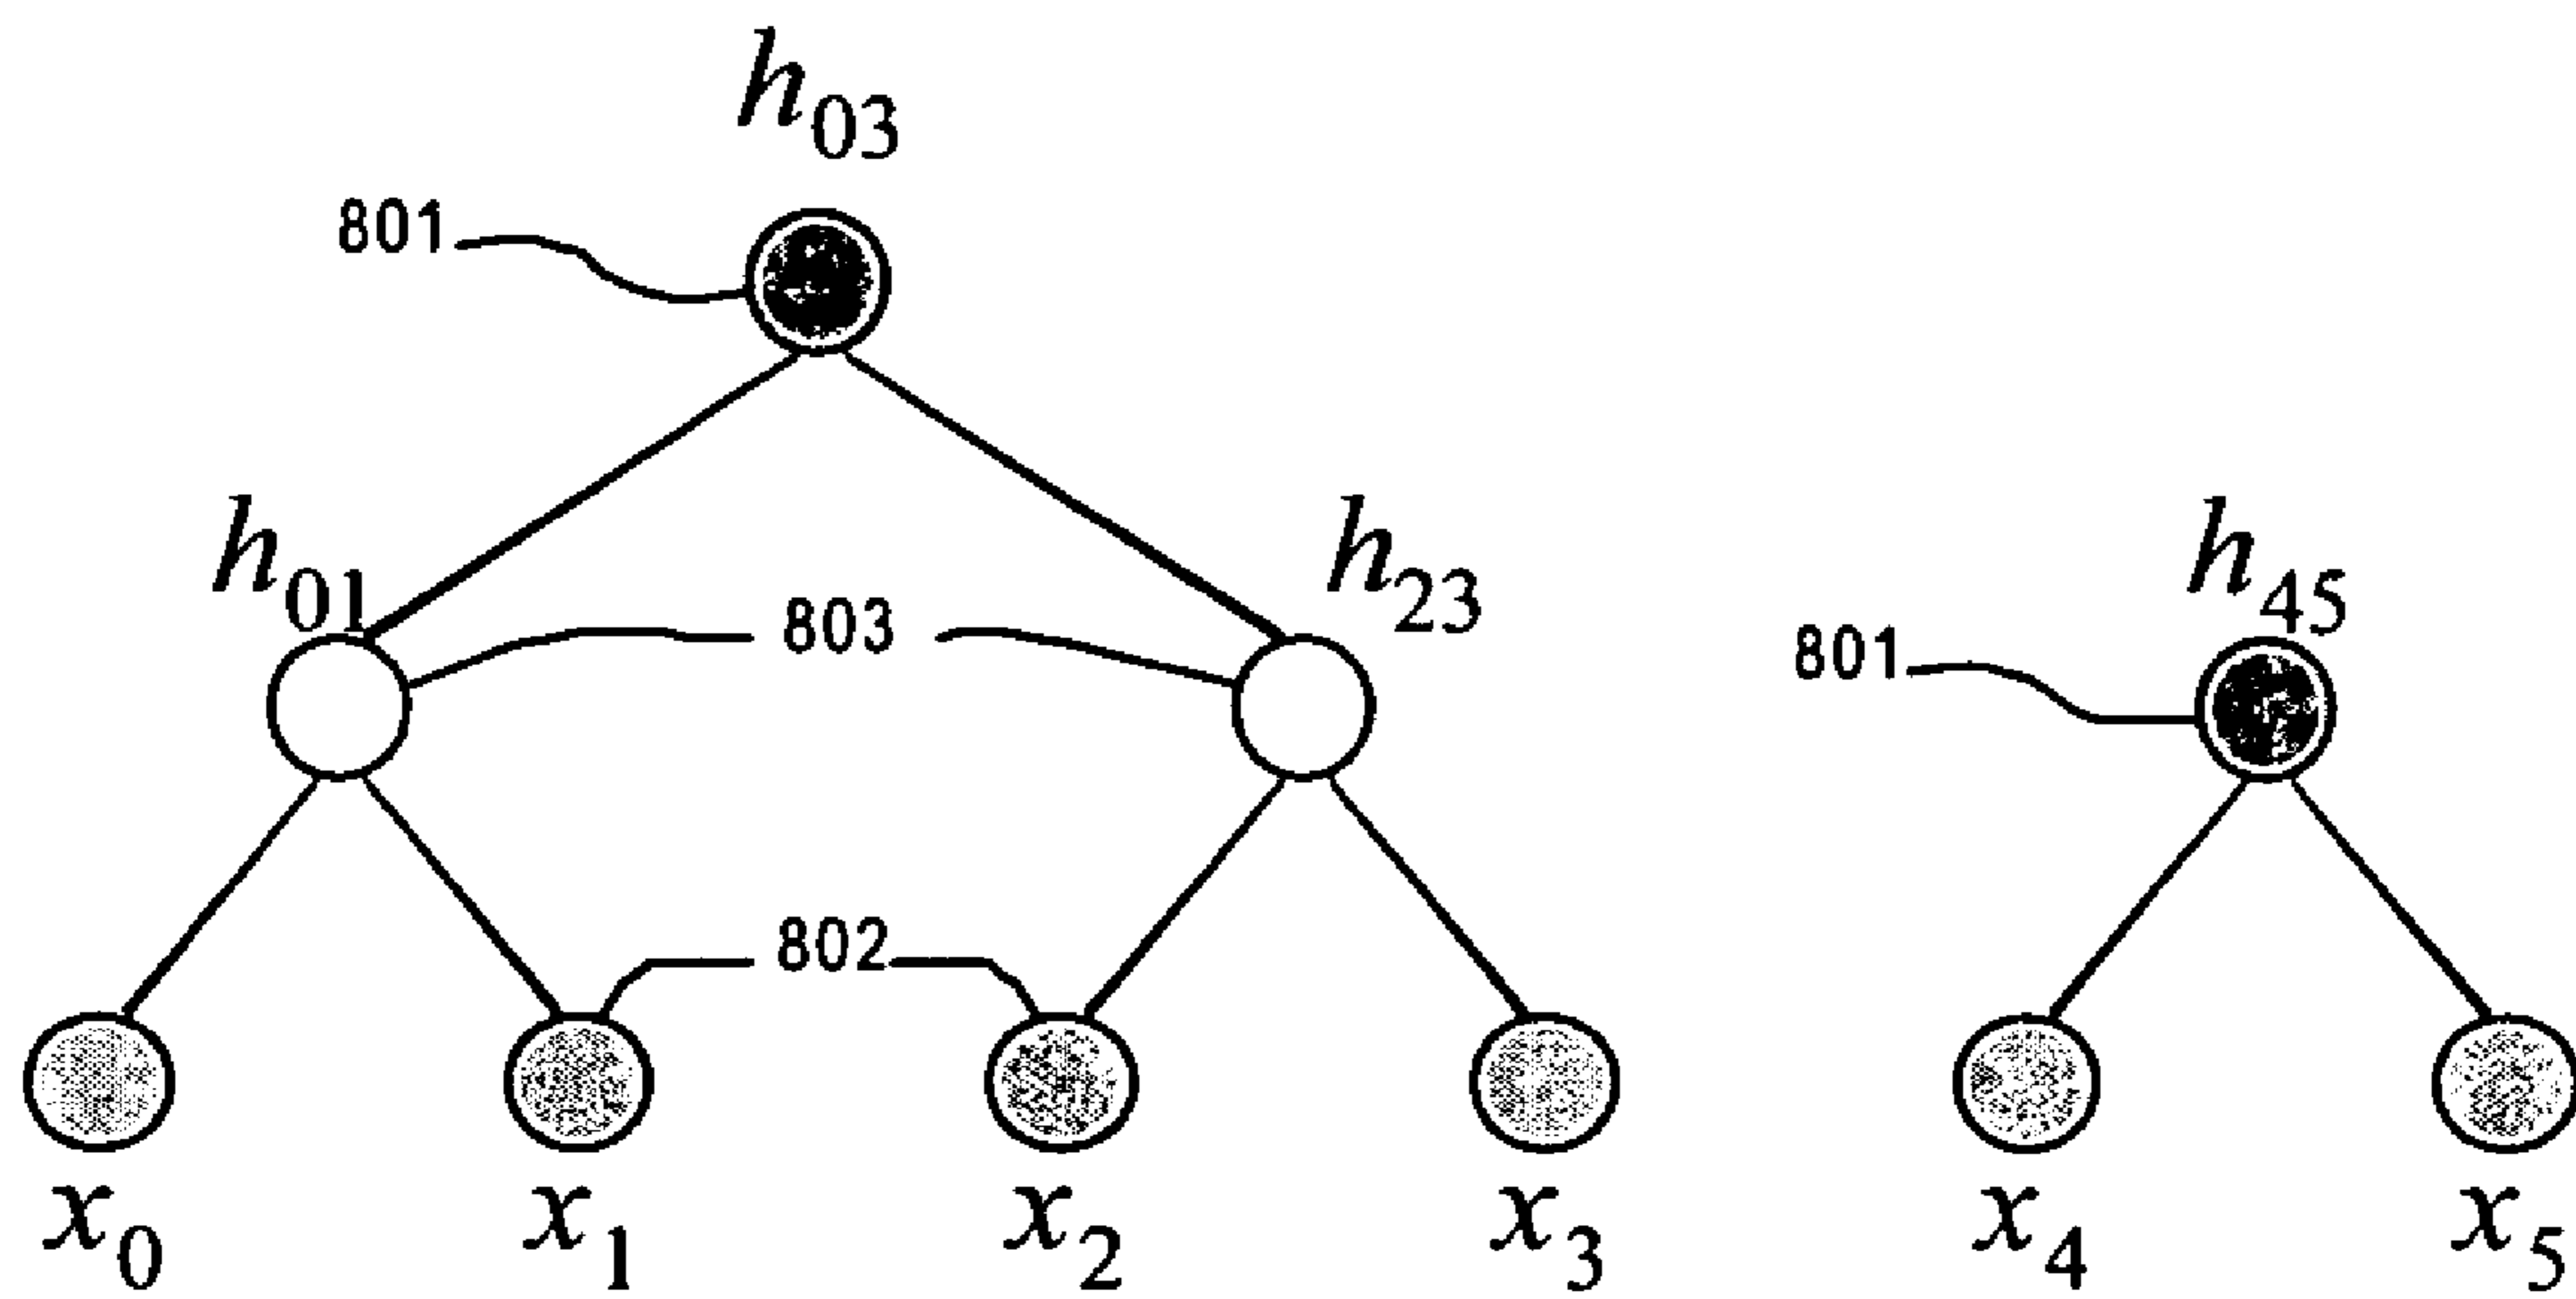 h₀₃
801
h₀₁ h₂₃ h₄₅
803 801
802
x₀ x₁ x₂ x₃ x₄ x₅